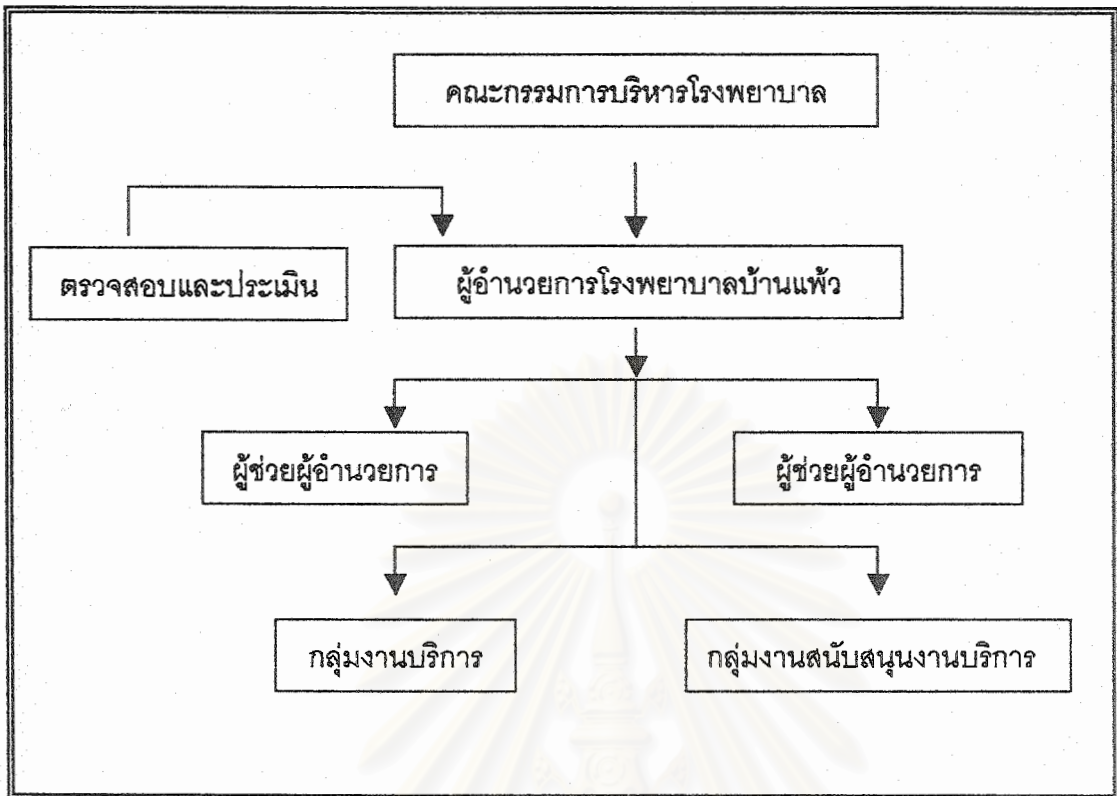 คณะกรรมการบริหารโรงพยาบาล
ตรวจสอบและประเมิน
ผู้อำนวยการโรงพยาบาลบ้านแพ้ว
ผู้ช่วยผู้อำนวยการ
ผู้ช่วยผู้อำนวยการ
กลุ่มงานบริการ
กลุ่มงานสนับสนุนงานบริการ